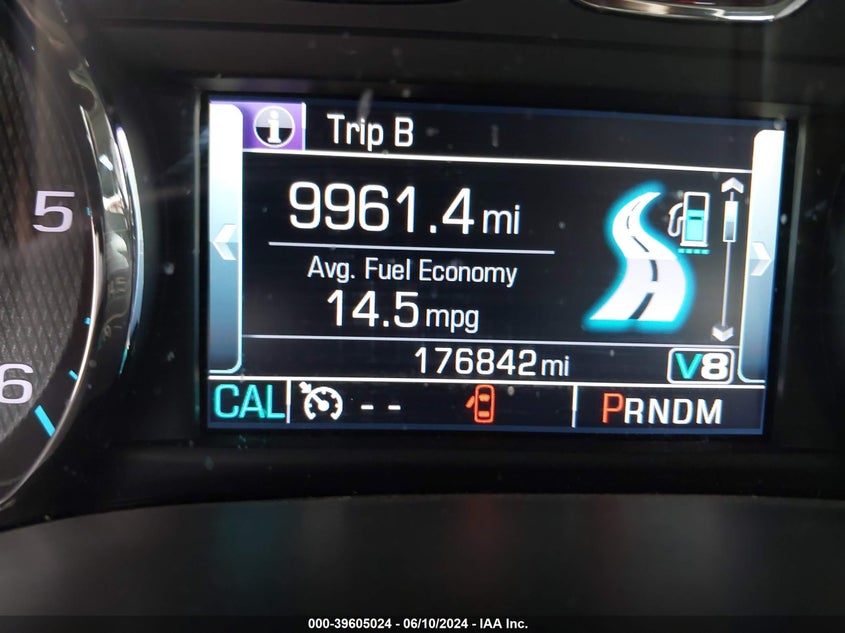 Trip B
5
9961.4 mi
Avg. Fuel Economy
14.5 mpg
176842 mi V8
6
CAL -- PRNDM
000-39605024 - 06/10/2024 - IAA Inc.